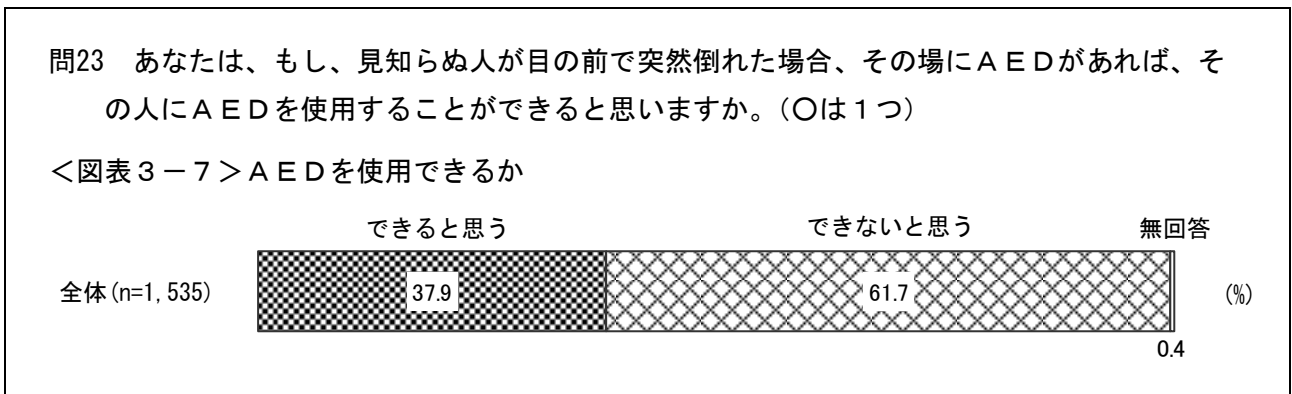 問23　あなたは、もし、見知らぬ人が目の前で突然倒れた場合、その場にＡＥＤがあれば、そ
の人にＡＥＤを使用することができると思いますか。（○は１つ）
＜図表３－７＞ＡＥＤを使用できるか
できると思う　できないと思う　無回答
全体(n=1,535)　37.9　61.7　(%)
0.4